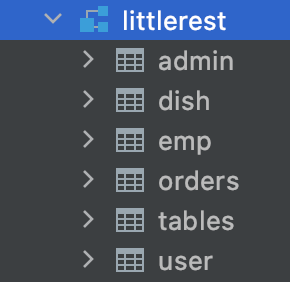 littlerest
admin
dish
emp
orders
tables
user